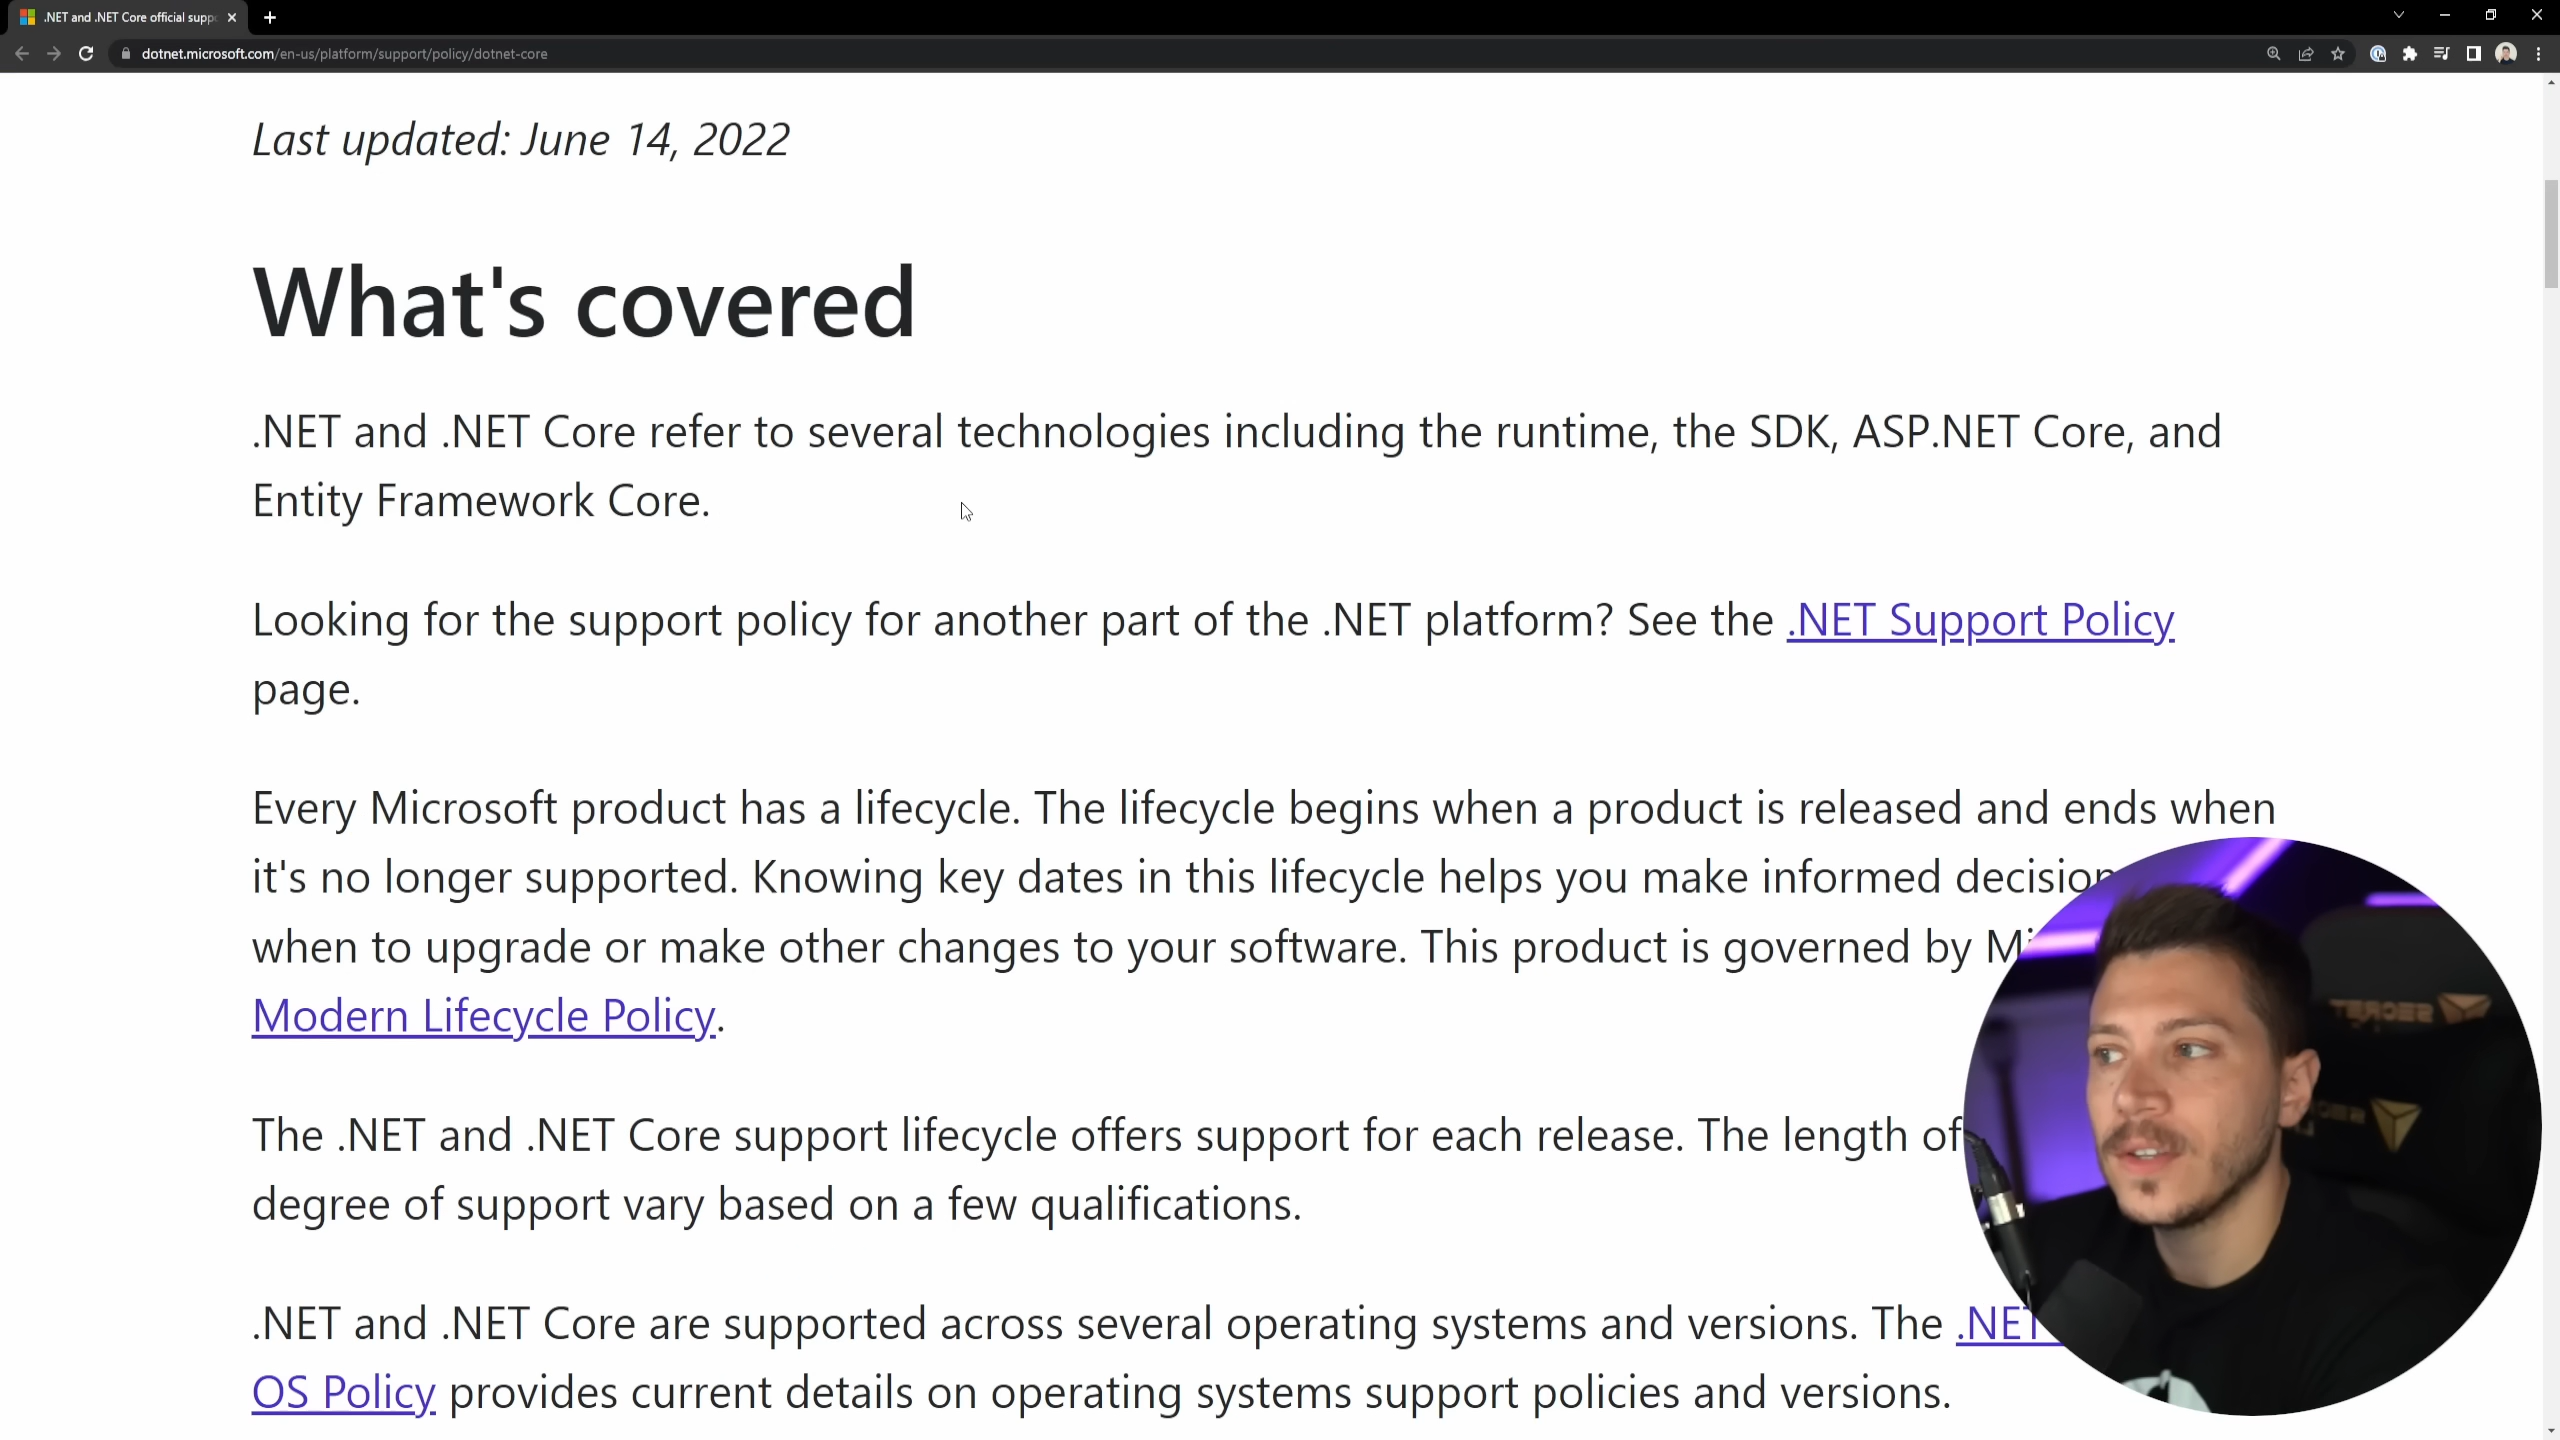 .NET and .NET Core official supp
dotnet.microsoft.com/en-us/platform/support/policy/dotnet-core
Last updated: June 14, 2022
What's covered
.NET and .NET Core refer to several technologies including the runtime, the SDK, ASP.NET Core, and
Entity Framework Core.
Looking for the support policy for another part of the .NET platform? See the .NET Support Policy
page.
Every Microsoft product has a lifecycle. The lifecycle begins when a product is released and ends when
it's no longer supported. Knowing key dates in this lifecycle helps you make informed decision
when to upgrade or make other changes to your software. This product is governed by Mi
Modern Lifecycle Policy.
The .NET and .NET Core support lifecycle offers support for each release. The length of
degree of support vary based on a few qualifications.
.NET and .NET Core are supported across several operating systems and versions. The .NET
OS Policy provides current details on operating systems support policies and versions.
SECRET